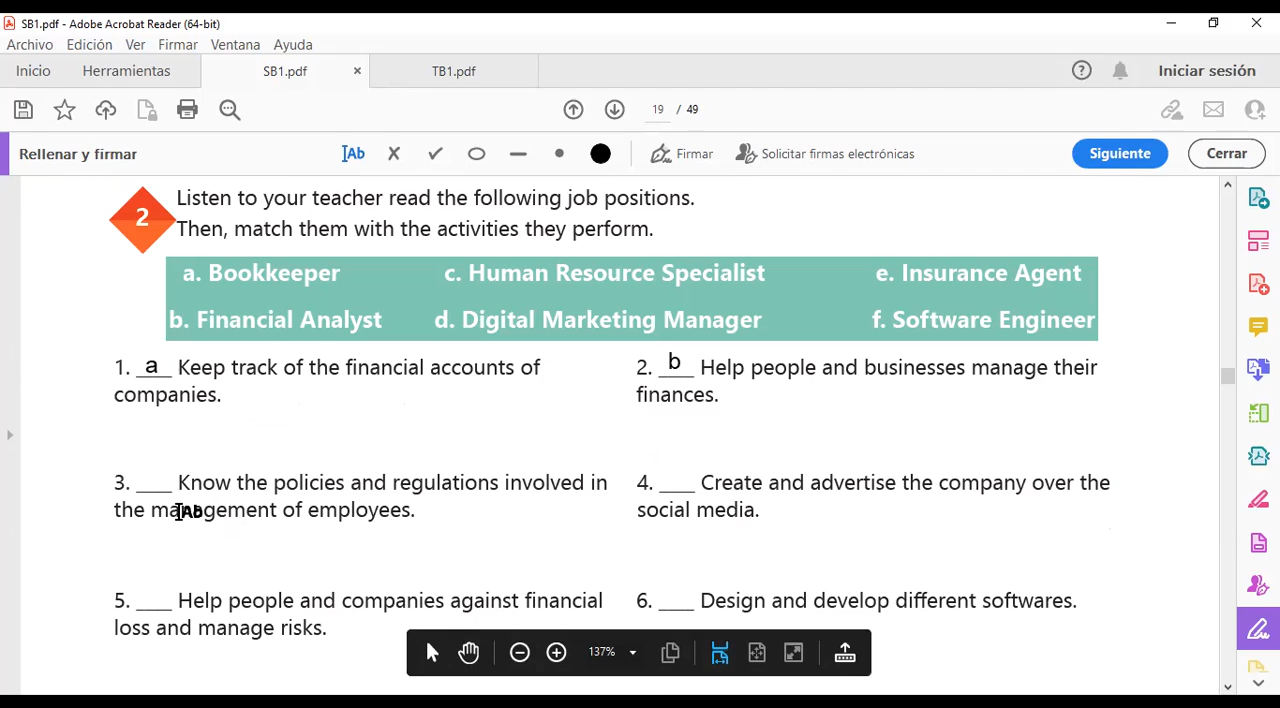 SB1.pdf - Adobe Acrobat Reader (64-bit)
Archivo Edición Ver Firmar Ventana Ayuda
Inicio Herramientas SB1.pdf × TB1.pdf Iniciar sesión
19 / 49
Rellenar y firmar Ab Firmar Solicitar firmas electrónicas Siguiente Cerrar
2
Listen to your teacher read the following job positions.
Then, match them with the activities they perform.
a. Bookkeeper c. Human Resource Specialist e. Insurance Agent
b. Financial Analyst d. Digital Marketing Manager f. Software Engineer
1. a Keep track of the financial accounts of
companies.
2. b Help people and businesses manage their
finances.
3. ____ Know the policies and regulations involved in
the management of employees.
4. ____ Create and advertise the company over the
social media.
5. ____ Help people and companies against financial
loss and manage risks.
6. ____ Design and develop different softwares.
137%